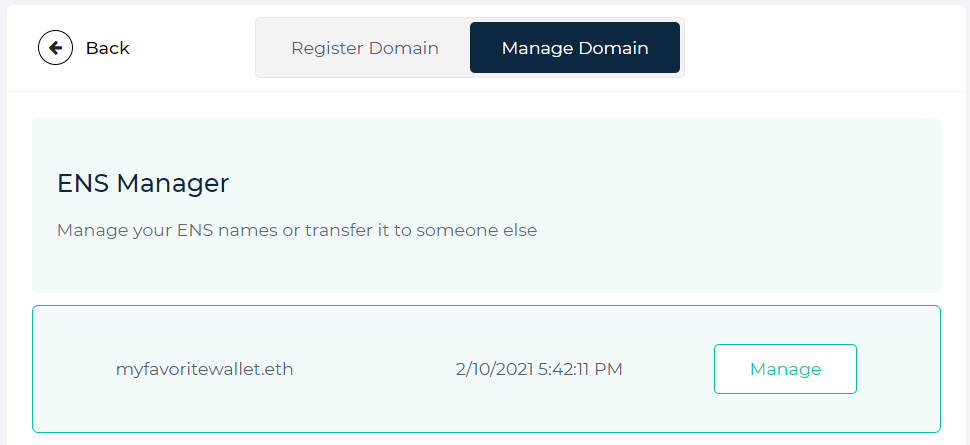 Back
Register Domain
Manage Domain
ENS Manager
Manage your ENS names or transfer it to someone else
myfavoritewallet.eth
2/10/2021 5:42:11 PM
Manage